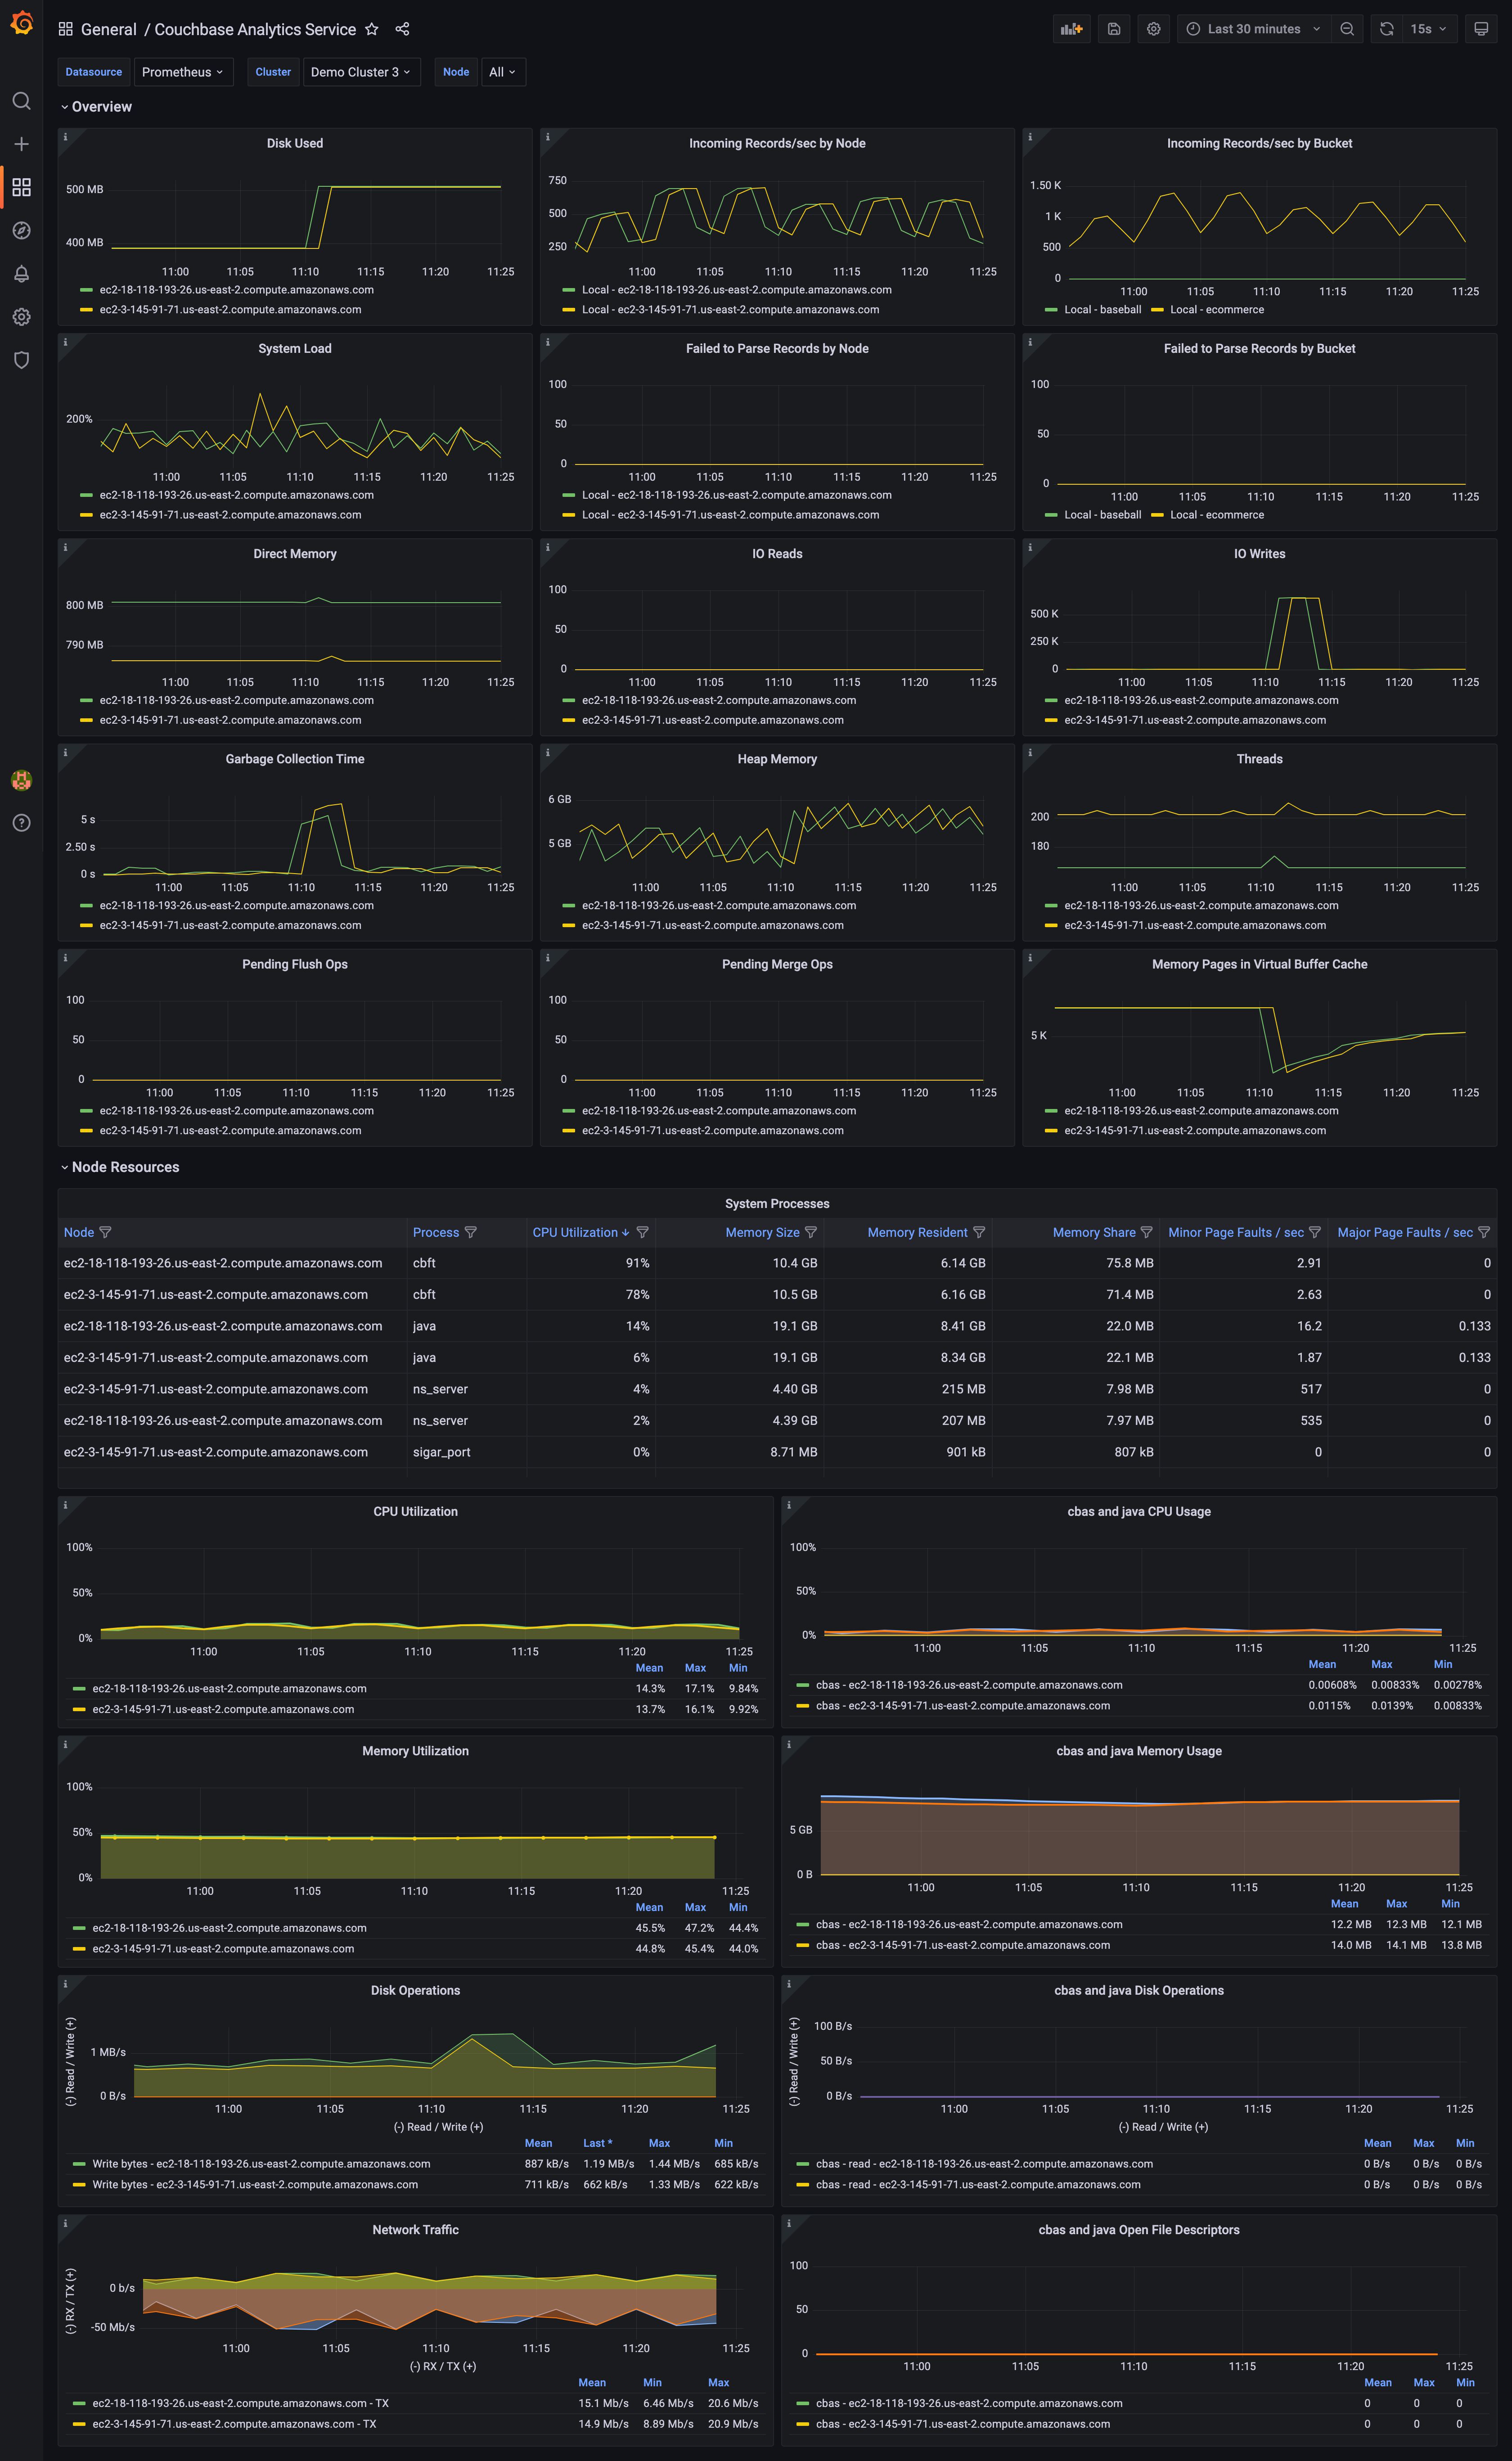 General / Couchbase Analytics Service
Last 30 minutes
15s
Datasource Prometheus Cluster Demo Cluster 3 Node All
Overview
Disk Used
500 MB
400 MB
11:00 11:05 11:10 11:15 11:20 11:25
ec2-18-118-193-26.us-east-2.compute.amazonaws.com
ec2-3-145-91-71.us-east-2.compute.amazonaws.com
Incoming Records/sec by Node
750
500
250
11:00 11:05 11:10 11:15 11:20 11:25
Local - ec2-18-118-193-26.us-east-2.compute.amazonaws.com
Local - ec2-3-145-91-71.us-east-2.compute.amazonaws.com
Incoming Records/sec by Bucket
1.50 K
1 K
500
0
11:00 11:05 11:10 11:15 11:20 11:25
Local - baseball Local - ecommerce
System Load
200%
11:00 11:05 11:10 11:15 11:20 11:25
ec2-18-118-193-26.us-east-2.compute.amazonaws.com
ec2-3-145-91-71.us-east-2.compute.amazonaws.com
Failed to Parse Records by Node
100
50
0
11:00 11:05 11:10 11:15 11:20 11:25
Local - ec2-18-118-193-26.us-east-2.compute.amazonaws.com
Local - ec2-3-145-91-71.us-east-2.compute.amazonaws.com
Failed to Parse Records by Bucket
100
50
0
11:00 11:05 11:10 11:15 11:20 11:25
Local - baseball Local - ecommerce
Direct Memory
800 MB
790 MB
11:00 11:05 11:10 11:15 11:20 11:25
ec2-18-118-193-26.us-east-2.compute.amazonaws.com
ec2-3-145-91-71.us-east-2.compute.amazonaws.com
IO Reads
100
50
0
11:00 11:05 11:10 11:15 11:20 11:25
ec2-18-118-193-26.us-east-2.compute.amazonaws.com
ec2-3-145-91-71.us-east-2.compute.amazonaws.com
IO Writes
500 K
250 K
0
11:00 11:05 11:10 11:15 11:20 11:25
ec2-18-118-193-26.us-east-2.compute.amazonaws.com
ec2-3-145-91-71.us-east-2.compute.amazonaws.com
Garbage Collection Time
5 s
2.50 s
0 s
11:00 11:05 11:10 11:15 11:20 11:25
ec2-18-118-193-26.us-east-2.compute.amazonaws.com
ec2-3-145-91-71.us-east-2.compute.amazonaws.com
Heap Memory
6 GB
5 GB
11:00 11:05 11:10 11:15 11:20 11:25
ec2-18-118-193-26.us-east-2.compute.amazonaws.com
ec2-3-145-91-71.us-east-2.compute.amazonaws.com
Threads
200
180
11:00 11:05 11:10 11:15 11:20 11:25
ec2-18-118-193-26.us-east-2.compute.amazonaws.com
ec2-3-145-91-71.us-east-2.compute.amazonaws.com
Pending Flush Ops
100
50
0
11:00 11:05 11:10 11:15 11:20 11:25
ec2-18-118-193-26.us-east-2.compute.amazonaws.com
ec2-3-145-91-71.us-east-2.compute.amazonaws.com
Pending Merge Ops
100
50
0
11:00 11:05 11:10 11:15 11:20 11:25
ec2-18-118-193-26.us-east-2.compute.amazonaws.com
ec2-3-145-91-71.us-east-2.compute.amazonaws.com
Memory Pages in Virtual Buffer Cache
5 K
11:00 11:05 11:10 11:15 11:20 11:25
ec2-18-118-193-26.us-east-2.compute.amazonaws.com
ec2-3-145-91-71.us-east-2.compute.amazonaws.com
Node Resources
System Processes
Node Process CPU Utilization Memory Size Memory Resident Memory Share Minor Page Faults / sec Major Page Faults / sec
ec2-18-118-193-26.us-east-2.compute.amazonaws.com cbft 91% 10.4 GB 6.14 GB 75.8 MB 2.91 0
ec2-3-145-91-71.us-east-2.compute.amazonaws.com cbft 78% 10.5 GB 6.16 GB 71.4 MB 2.63 0
ec2-18-118-193-26.us-east-2.compute.amazonaws.com java 14% 19.1 GB 8.41 GB 22.0 MB 16.2 0.133
ec2-3-145-91-71.us-east-2.compute.amazonaws.com java 6% 19.1 GB 8.34 GB 22.1 MB 1.87 0.133
ec2-3-145-91-71.us-east-2.compute.amazonaws.com ns_server 4% 4.40 GB 215 MB 7.98 MB 517 0
ec2-18-118-193-26.us-east-2.compute.amazonaws.com ns_server 2% 4.39 GB 207 MB 7.97 MB 535 0
ec2-3-145-91-71.us-east-2.compute.amazonaws.com sigar_port 0% 8.71 MB 901 kB 807 kB 0 0
CPU Utilization
100%
50%
0%
11:00 11:05 11:10 11:15 11:20 11:25
Mean Max Min
ec2-18-118-193-26.us-east-2.compute.amazonaws.com 14.3% 17.1% 9.84%
ec2-3-145-91-71.us-east-2.compute.amazonaws.com 13.7% 16.1% 9.92%
cbas and java CPU Usage
100%
50%
0%
11:00 11:05 11:10 11:15 11:20 11:25
Mean Max Min
cbas - ec2-18-118-193-26.us-east-2.compute.amazonaws.com 0.00608% 0.00833% 0.00278%
cbas - ec2-3-145-91-71.us-east-2.compute.amazonaws.com 0.0115% 0.0139% 0.00833%
Memory Utilization
100%
50%
0%
11:00 11:05 11:10 11:15 11:20 11:25
Mean Max Min
ec2-18-118-193-26.us-east-2.compute.amazonaws.com 45.5% 47.2% 44.4%
ec2-3-145-91-71.us-east-2.compute.amazonaws.com 44.8% 45.4% 44.0%
cbas and java Memory Usage
5 GB
0 B
11:00 11:05 11:10 11:15 11:20 11:25
Mean Max Min
cbas - ec2-18-118-193-26.us-east-2.compute.amazonaws.com 12.2 MB 12.3 MB 12.1 MB
cbas - ec2-3-145-91-71.us-east-2.compute.amazonaws.com 14.0 MB 14.1 MB 13.8 MB
Disk Operations
(-) Read / Write (+)
1 MB/s
0 B/s
11:00 11:05 11:10 11:15 11:20 11:25
(-) Read / Write (+)
Mean Last * Max Min
Write bytes - ec2-18-118-193-26.us-east-2.compute.amazonaws.com 887 kB/s 1.19 MB/s 1.44 MB/s 685 kB/s
Write bytes - ec2-3-145-91-71.us-east-2.compute.amazonaws.com 711 kB/s 662 kB/s 1.33 MB/s 622 kB/s
cbas and java Disk Operations
(-) Read / Write (+)
100 B/s
50 B/s
0 B/s
11:00 11:05 11:10 11:15 11:20 11:25
(-) Read / Write (+)
Mean Max Min
cbas - read - ec2-18-118-193-26.us-east-2.compute.amazonaws.com 0 B/s 0 B/s 0 B/s
cbas - read - ec2-3-145-91-71.us-east-2.compute.amazonaws.com 0 B/s 0 B/s 0 B/s
Network Traffic
(-) RX / TX (+)
0 b/s
-50 Mb/s
11:00 11:05 11:10 11:15 11:20 11:25
(-) RX / TX (+)
Mean Min Max
ec2-18-118-193-26.us-east-2.compute.amazonaws.com - TX 15.1 Mb/s 6.46 Mb/s 20.6 Mb/s
ec2-3-145-91-71.us-east-2.compute.amazonaws.com - TX 14.9 Mb/s 8.89 Mb/s 20.9 Mb/s
cbas and java Open File Descriptors
100
50
0
11:00 11:05 11:10 11:15 11:20 11:25
Mean Max Min
cbas - ec2-18-118-193-26.us-east-2.compute.amazonaws.com 0 0 0
cbas - ec2-3-145-91-71.us-east-2.compute.amazonaws.com 0 0 0